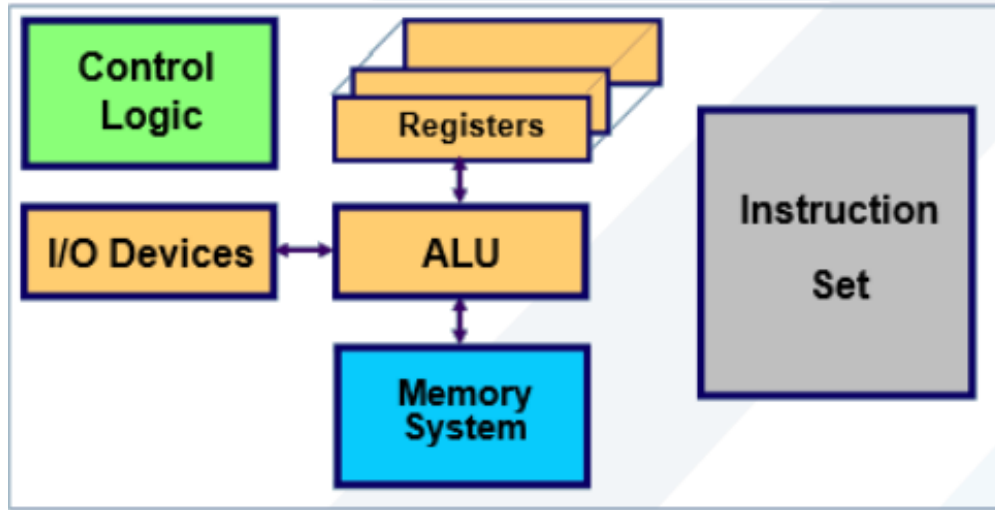 Control
Logic
Registers
I/O Devices
ALU
Instruction
Set
Memory
System